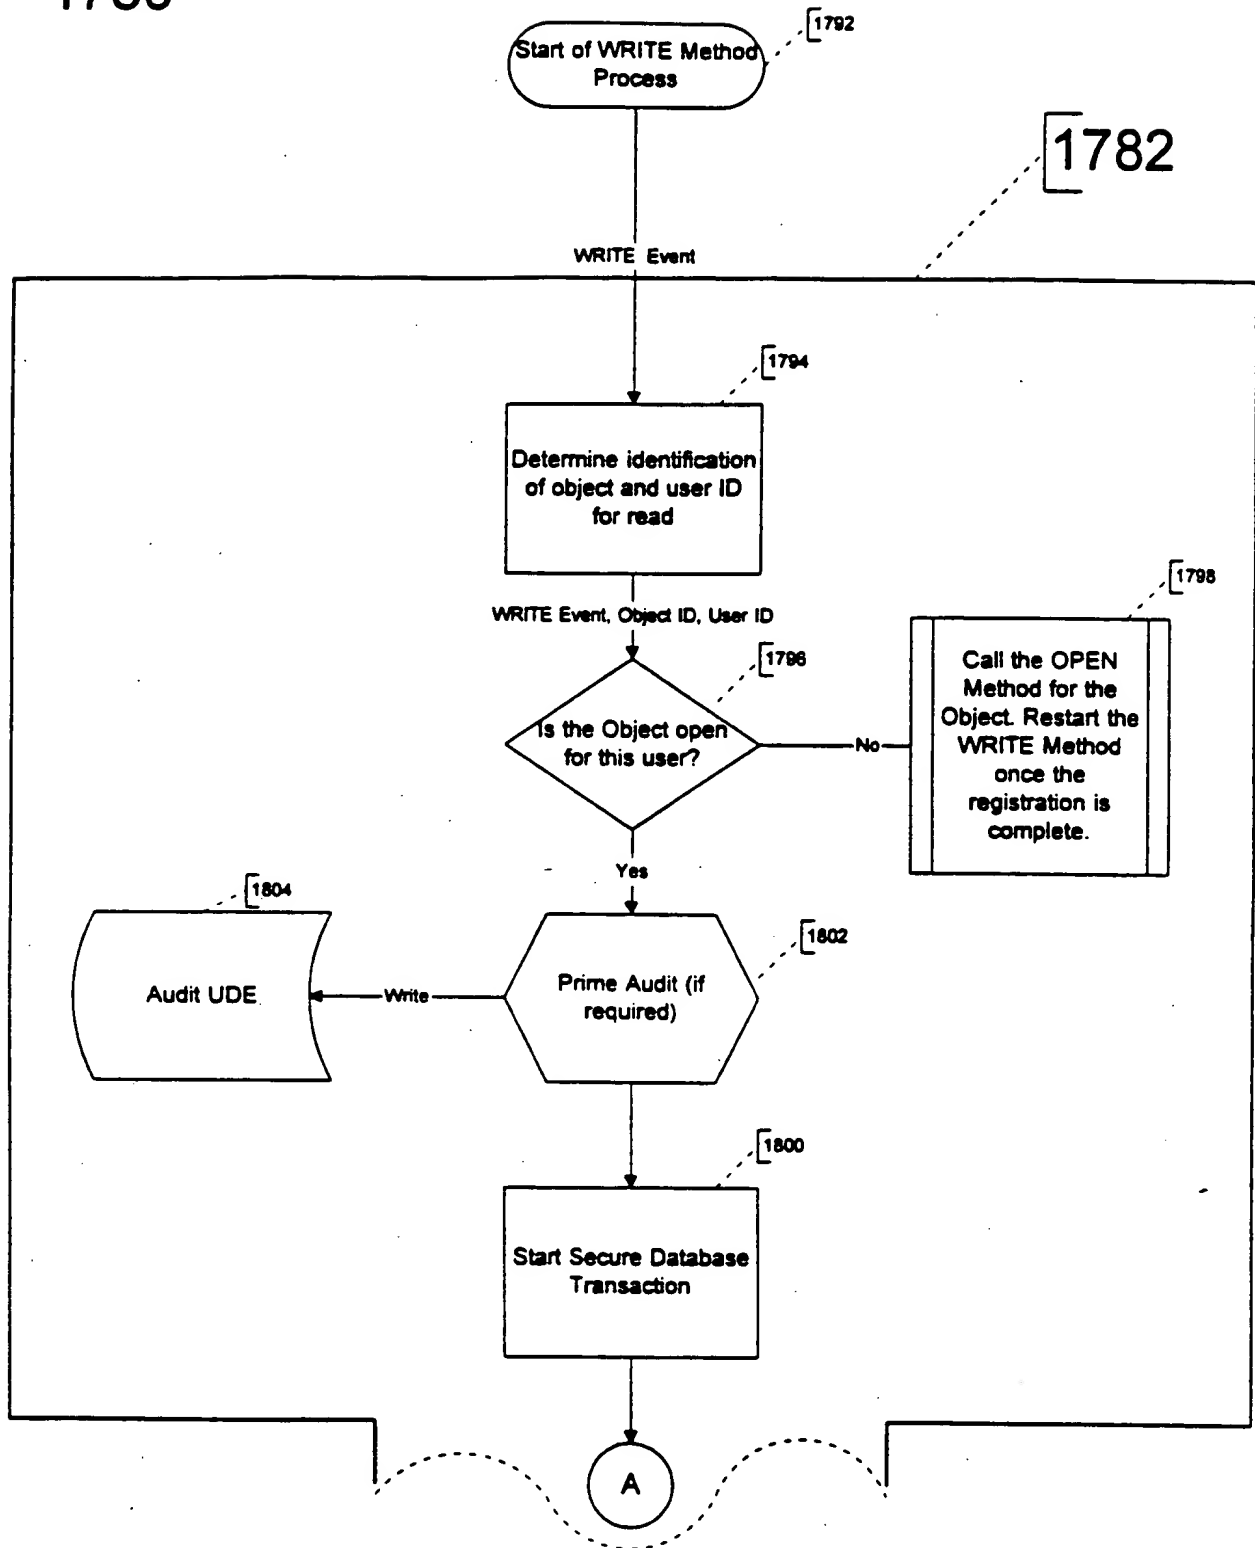 1792
Start of WRITE Method
Process
1782
WRITE Event
1794
Determine identification
of object and user ID
for read
WRITE Event, Object ID, User ID
1798
1796
Call the OPEN
Method for the
Object. Restart the
WRITE Method
once the
registration is
complete.
Is the Object open
for this user?
No
Yes
1804
1802
Audit UDE
Write
Prime Audit (if
required)
1800
Start Secure Database
Transaction
A